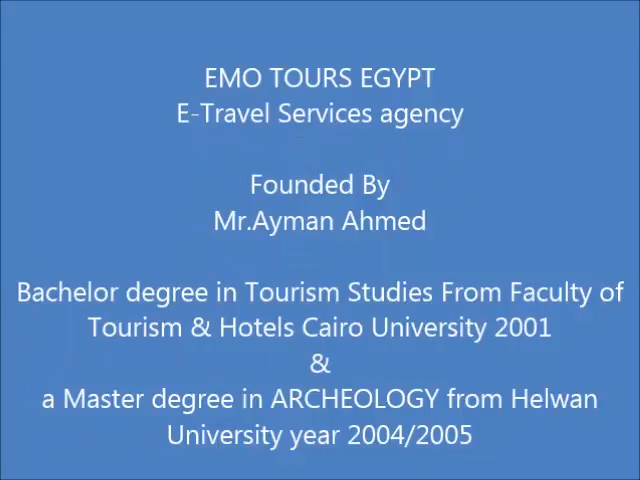 EMO TOURS EGYPT
E-Travel Services agency
Founded By
Mr.Ayman Ahmed
Bachelor degree in Tourism Studies From Faculty of
Tourism & Hotels Cairo University 2001
&
a Master degree in ARCHEOLOGY from Helwan
University year 2004/2005